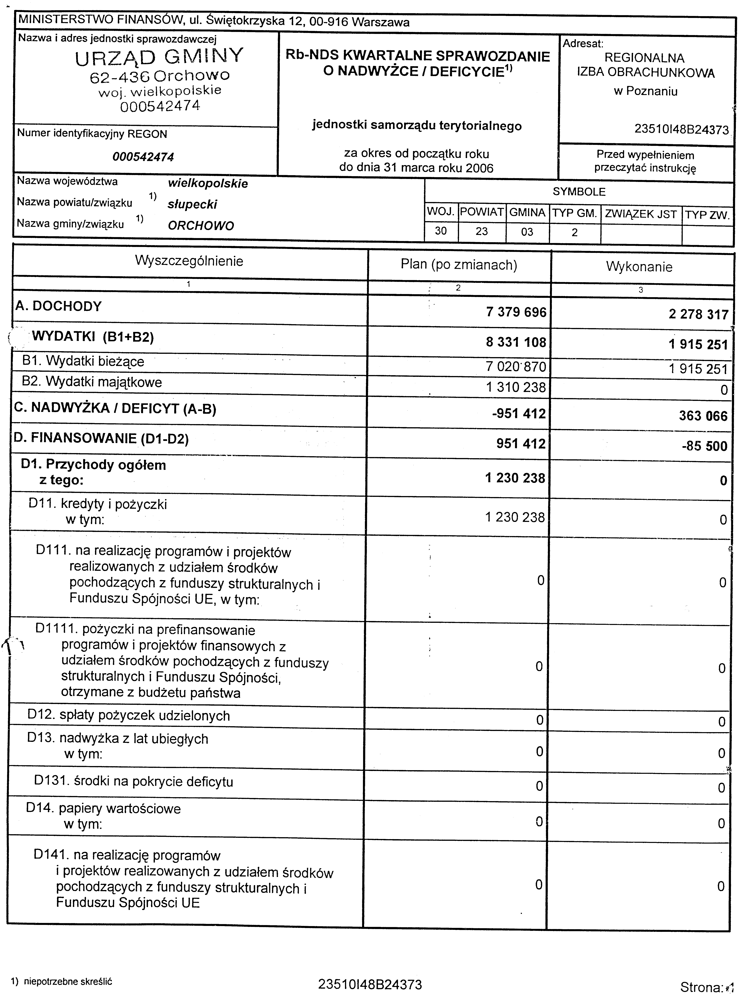 MINISTERSTWO FINANSÓW, ul. Świętokrzyska 12, 00-916 Warszawa
Nazwa i adres jednostki sprawozdawczej
URZĄD GMINY
62-436 Orchowo
woj. wielkopolskie
000542474
Numer identyfikacyjny REGON
000542474
Rb-NDS KWARTALNE SPRAWOZDANIE
O NADWYŻCE / DEFICYCIE1)
jednostki samorządu terytorialnego
za okres od początku roku
do dnia 31 marca roku 2006
Adresat:
REGIONALNA
IZBA OBRACHUNKOWA
w Poznaniu
23510I48B24373
Przed wypełnieniem
przeczytać instrukcję
Nazwa województwa wielkopolskie
Nazwa powiatu/związku 1) słupecki
Nazwa gminy/związku 1) ORCHOWO
SYMBOLE
WOJ. POWIAT GMINA TYP GM. ZWIĄZEK JST TYP ZW.
30 23 03 2
Wyszczególnienie Plan (po zmianach) Wykonanie
1 2 3
A. DOCHODY 7 379 696 2 278 317
WYDATKI (B1+B2) 8 331 108 1 915 251
B1. Wydatki bieżące 7 020 870 1 915 251
B2. Wydatki majątkowe 1 310 238 0
C. NADWYŻKA / DEFICYT (A-B) -951 412 363 066
D. FINANSOWANIE (D1-D2) 951 412 -85 500
D1. Przychody ogółem
z tego: 1 230 238 0
D11. kredyty i pożyczki
w tym: 1 230 238 0
D111. na realizację programów i projektów
realizowanych z udziałem środków
pochodzących z funduszy strukturalnych i 0 0
Funduszu Spójności UE, w tym:
D1111. pożyczki na prefinansowanie
programów i projektów finansowych z
udziałem środków pochodzących z funduszy 0 0
strukturalnych i Funduszu Spójności,
otrzymane z budżetu państwa
D12. spłaty pożyczek udzielonych 0 0
D13. nadwyżka z lat ubiegłych
w tym: 0 0
D131. środki na pokrycie deficytu 0 0
D14. papiery wartościowe
w tym: 0 0
D141. na realizację programów
i projektów realizowanych z udziałem środków
pochodzących z funduszy strukturalnych i 0 0
Funduszu Spójności UE
1) niepotrzebne skreślić 23510I48B24373 Strona: 1